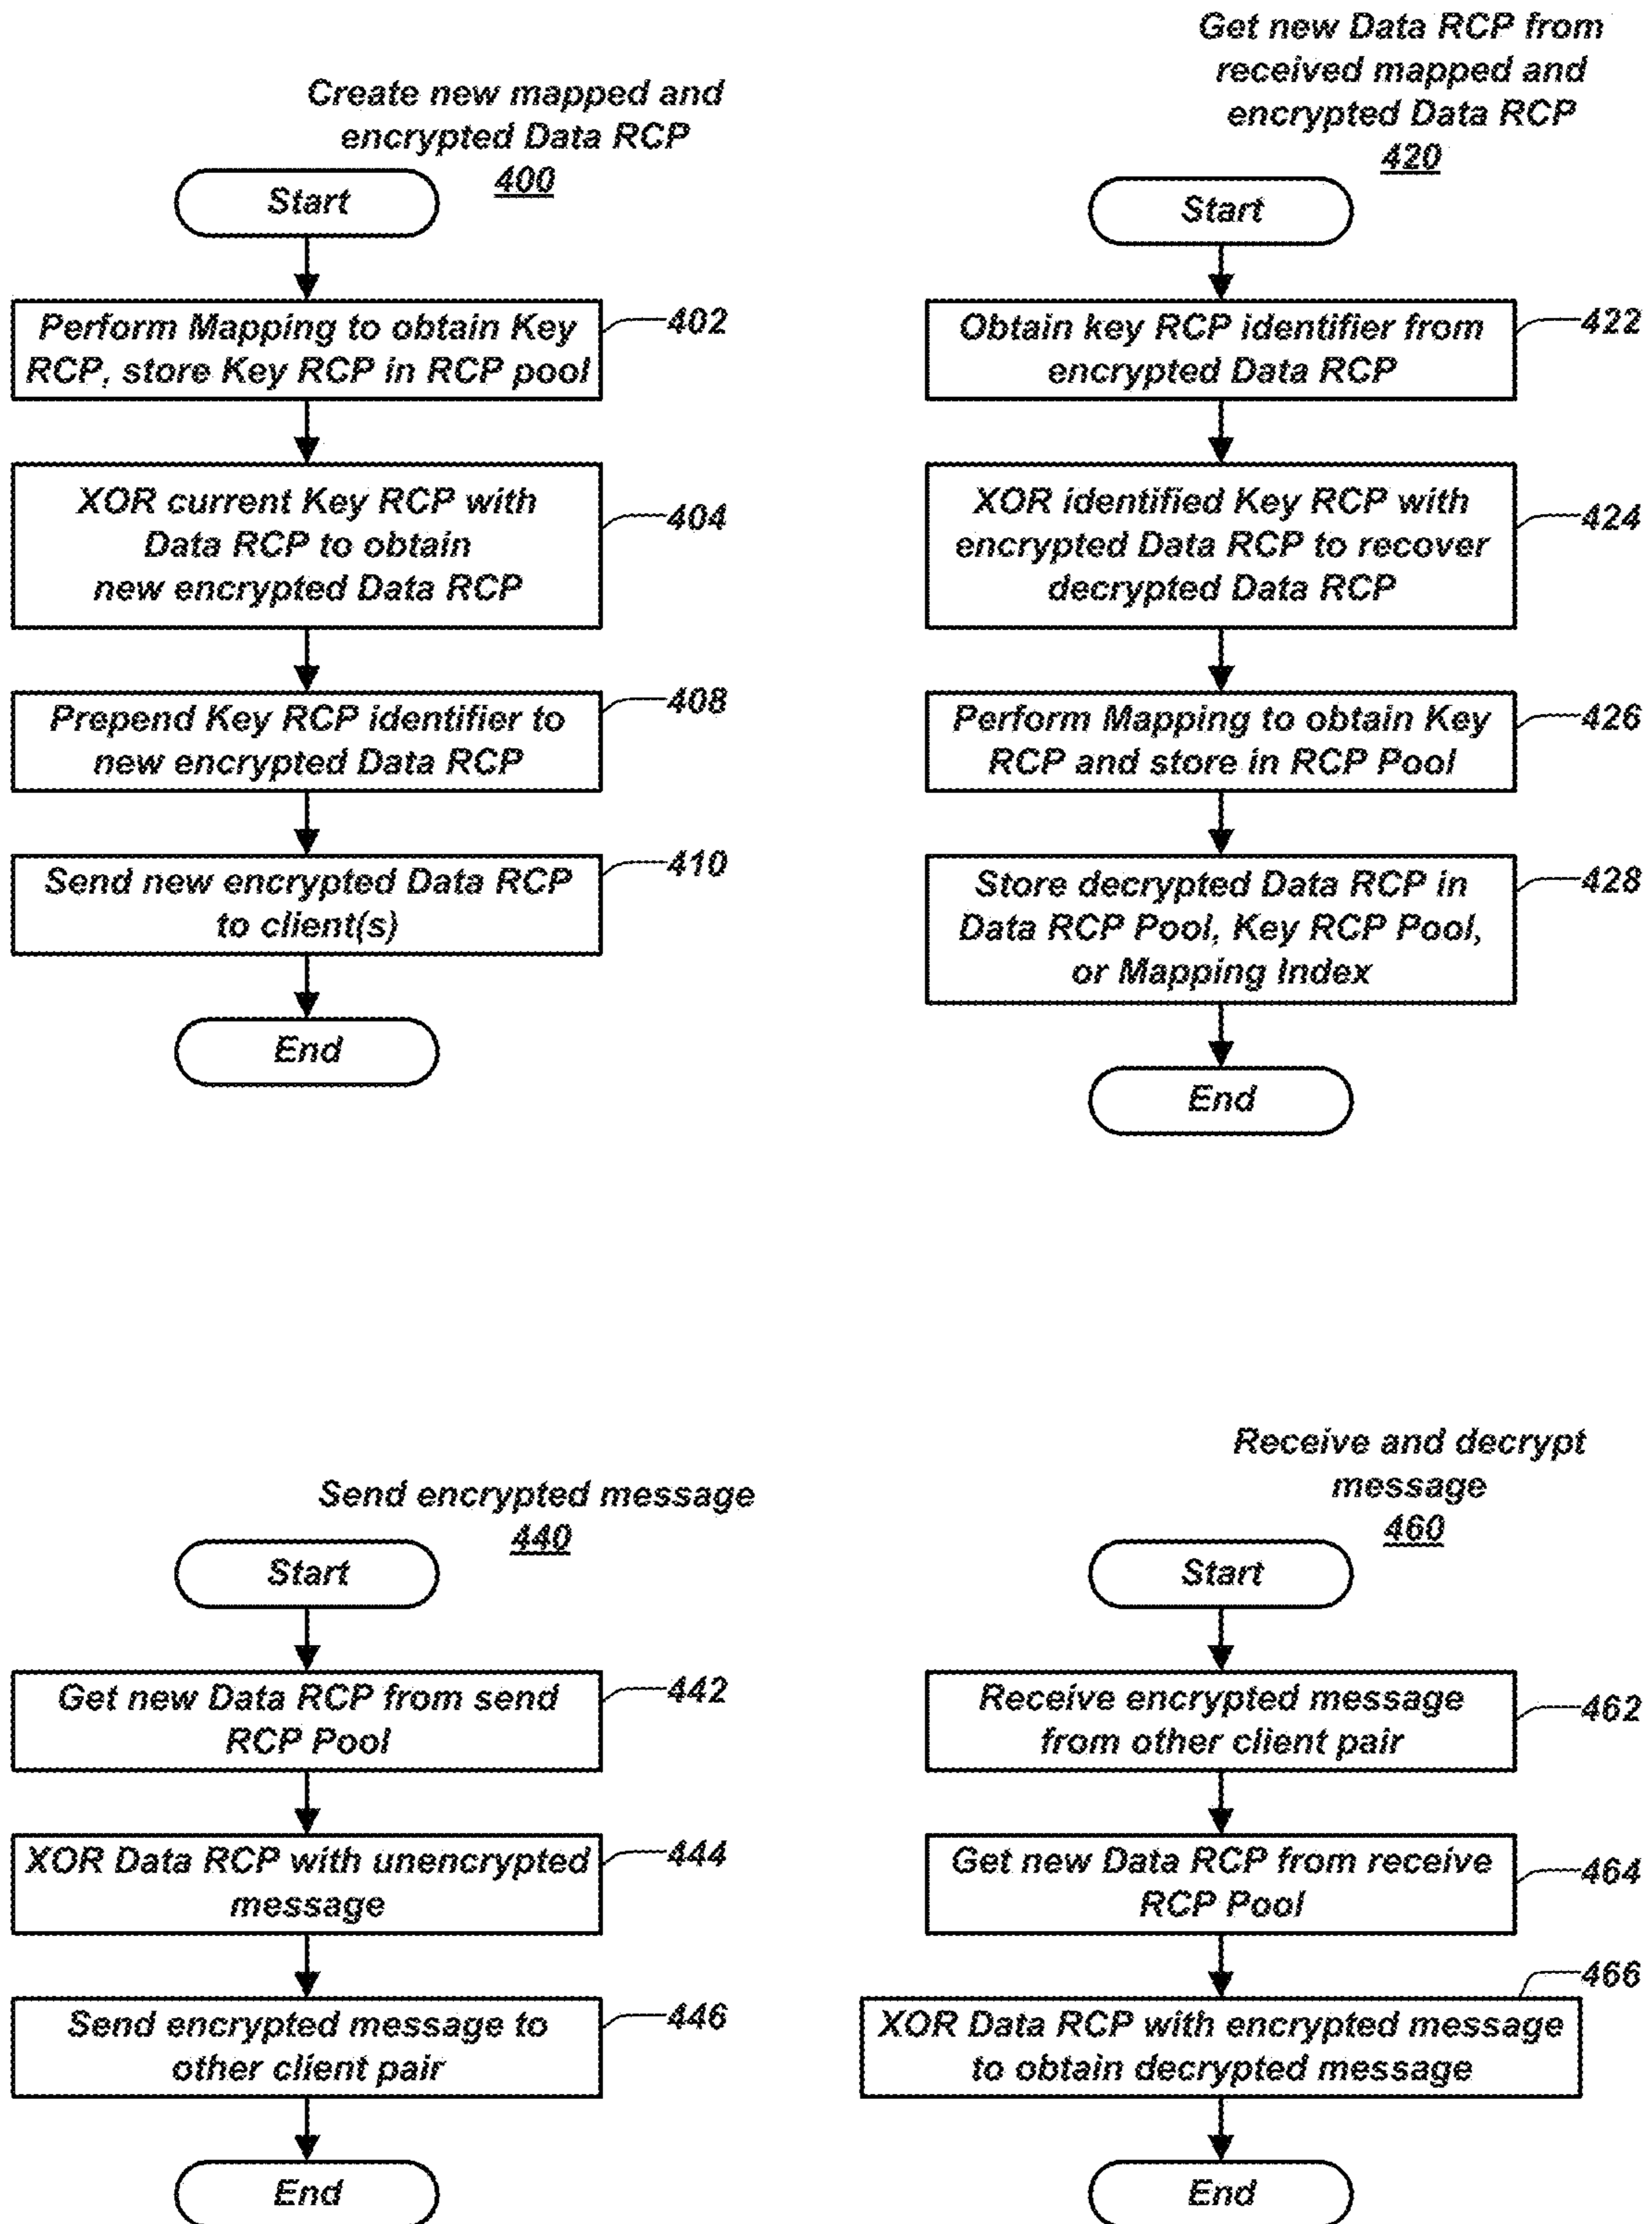 Create new mapped and
encrypted Data RCP
400
Start
Perform Mapping to obtain Key
RCP, store Key RCP in RCP pool
402
XOR current Key RCP with
Data RCP to obtain
new encrypted Data RCP
404
Prepend Key RCP identifier to
new encrypted Data RCP
408
Send new encrypted Data RCP
to client(s)
410
End
Get new Data RCP from
received mapped and
encrypted Data RCP
420
Start
Obtain key RCP identifier from
encrypted Data RCP
422
XOR identified Key RCP with
encrypted Data RCP to recover
decrypted Data RCP
424
Perform Mapping to obtain Key
RCP and store in RCP Pool
426
Store decrypted Data RCP in
Data RCP Pool, Key RCP Pool,
or Mapping Index
428
End
Send encrypted message
440
Start
Get new Data RCP from send
RCP Pool
442
XOR Data RCP with unencrypted
message
444
Send encrypted message to
other client pair
446
End
Receive and decrypt
message
460
Start
Receive encrypted message
from other client pair
462
Get new Data RCP from receive
RCP Pool
464
XOR Data RCP with encrypted message
to obtain decrypted message
466
End